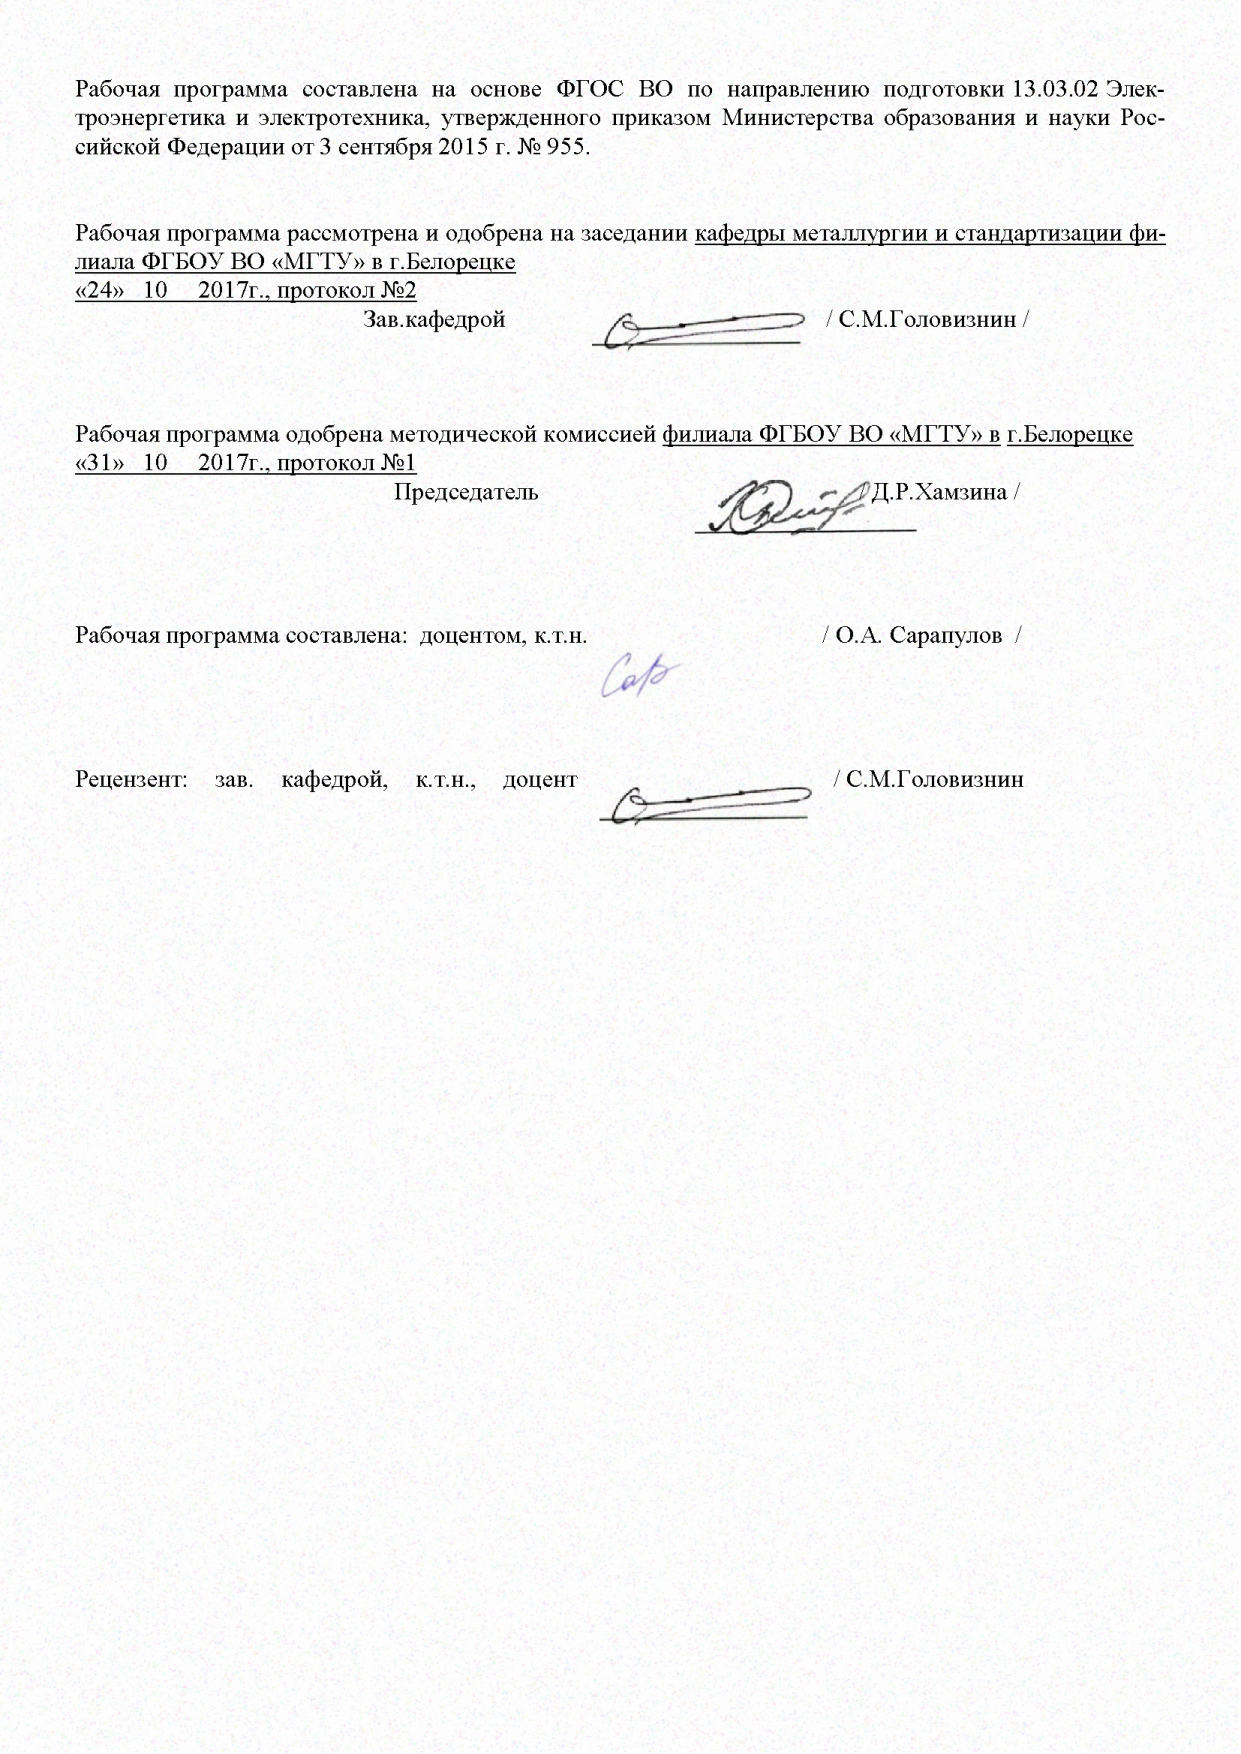 Рабочая программа составлена на основе ФГОС ВО по направлению подготовки 13.03.02 Элек-
троэнергетика и электротехника, утвержденного приказом Министерства образования и науки Рос-
сийской Федерации от 3 сентября 2015 г. № 955.
Рабочая программа рассмотрена и одобрена на заседании кафедры металлургии и стандартизации фи-
лиала ФГБОУ ВО «МГТУ» в г.Белорецке
«24» 10 2017г., протокол №2
Зав.кафедрой / С.М.Головизнин /
Рабочая программа одобрена методической комиссией филиала ФГБОУ ВО «МГТУ» в г.Белорецке
«31» 10 2017г., протокол №1
Председатель Д.Р.Хамзина /
Рабочая программа составлена: доцентом, к.т.н. / О.А. Сарапулов /
Рецензент: зав. кафедрой, к.т.н., доцент / С.М.Головизнин